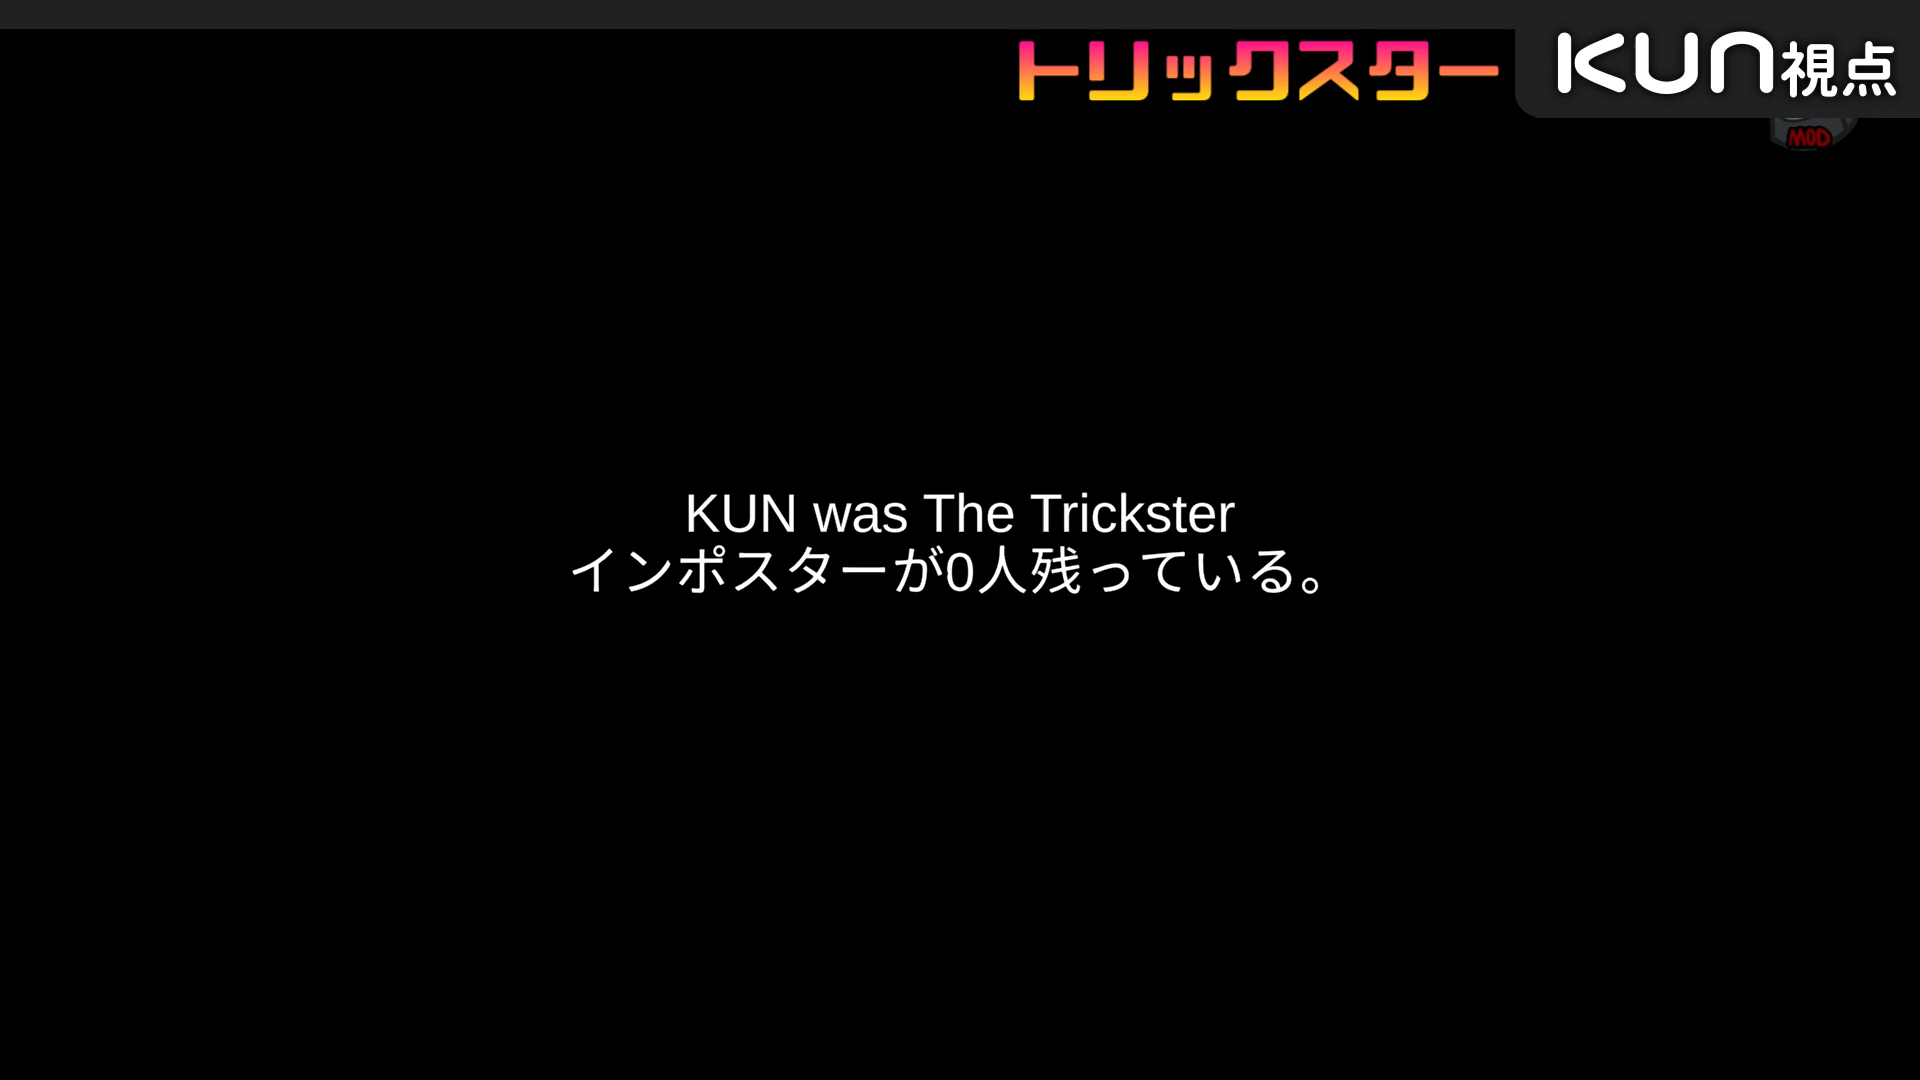 トリックスター
KUN視点
MOD
KUN was The Trickster
インポスターが0人残っている。